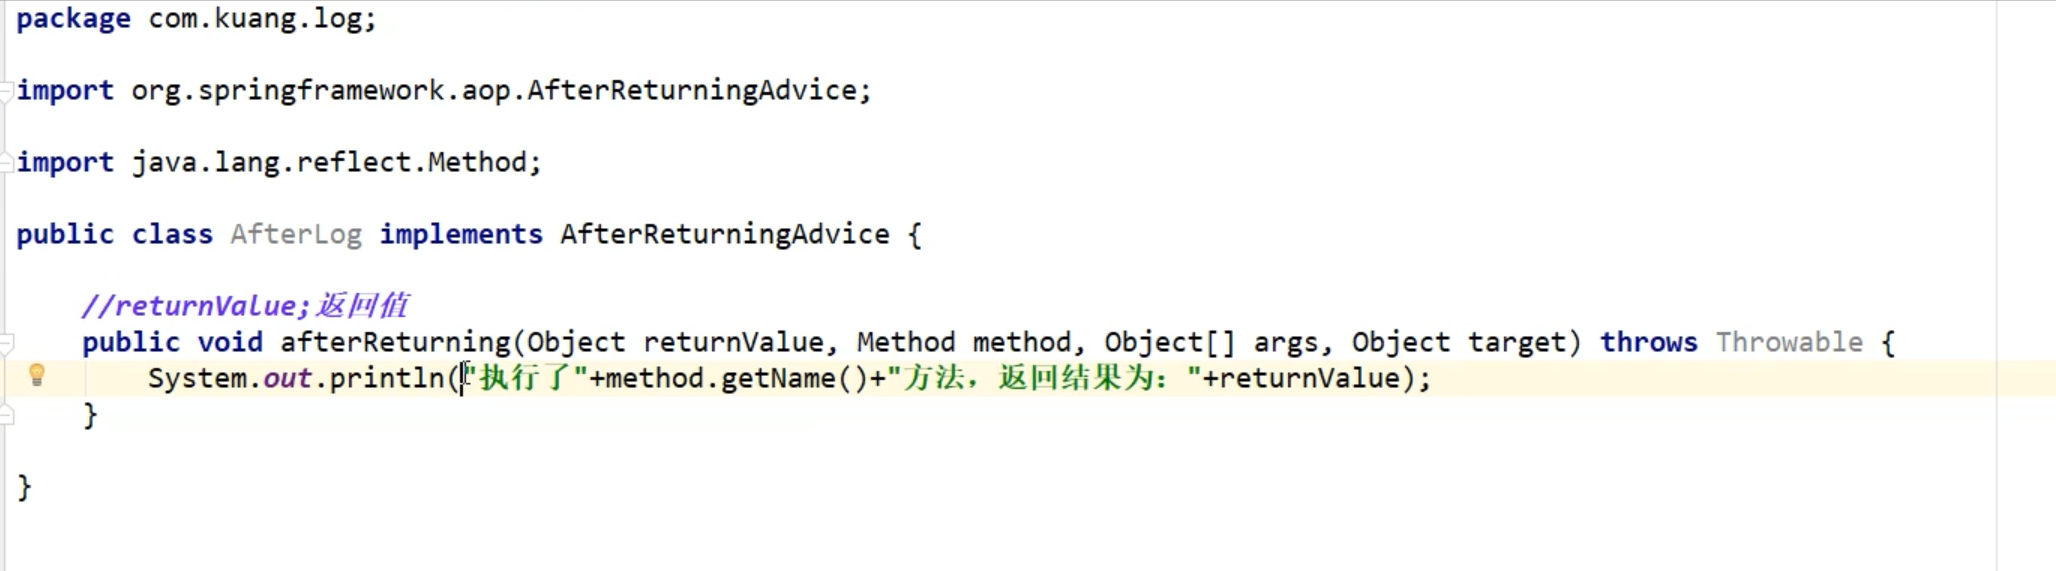 package com.kuang.log;
import org.springframework.aop.AfterReturningAdvice;
import java.lang.reflect.Method;
public class AfterLog implements AfterReturningAdvice {
//returnValue;返回值
public void afterReturning(Object returnValue, Method method, Object[] args, Object target) throws Throwable {
System.out.println("执行了"+method.getName()+"方法，返回结果为："+returnValue);
}
}